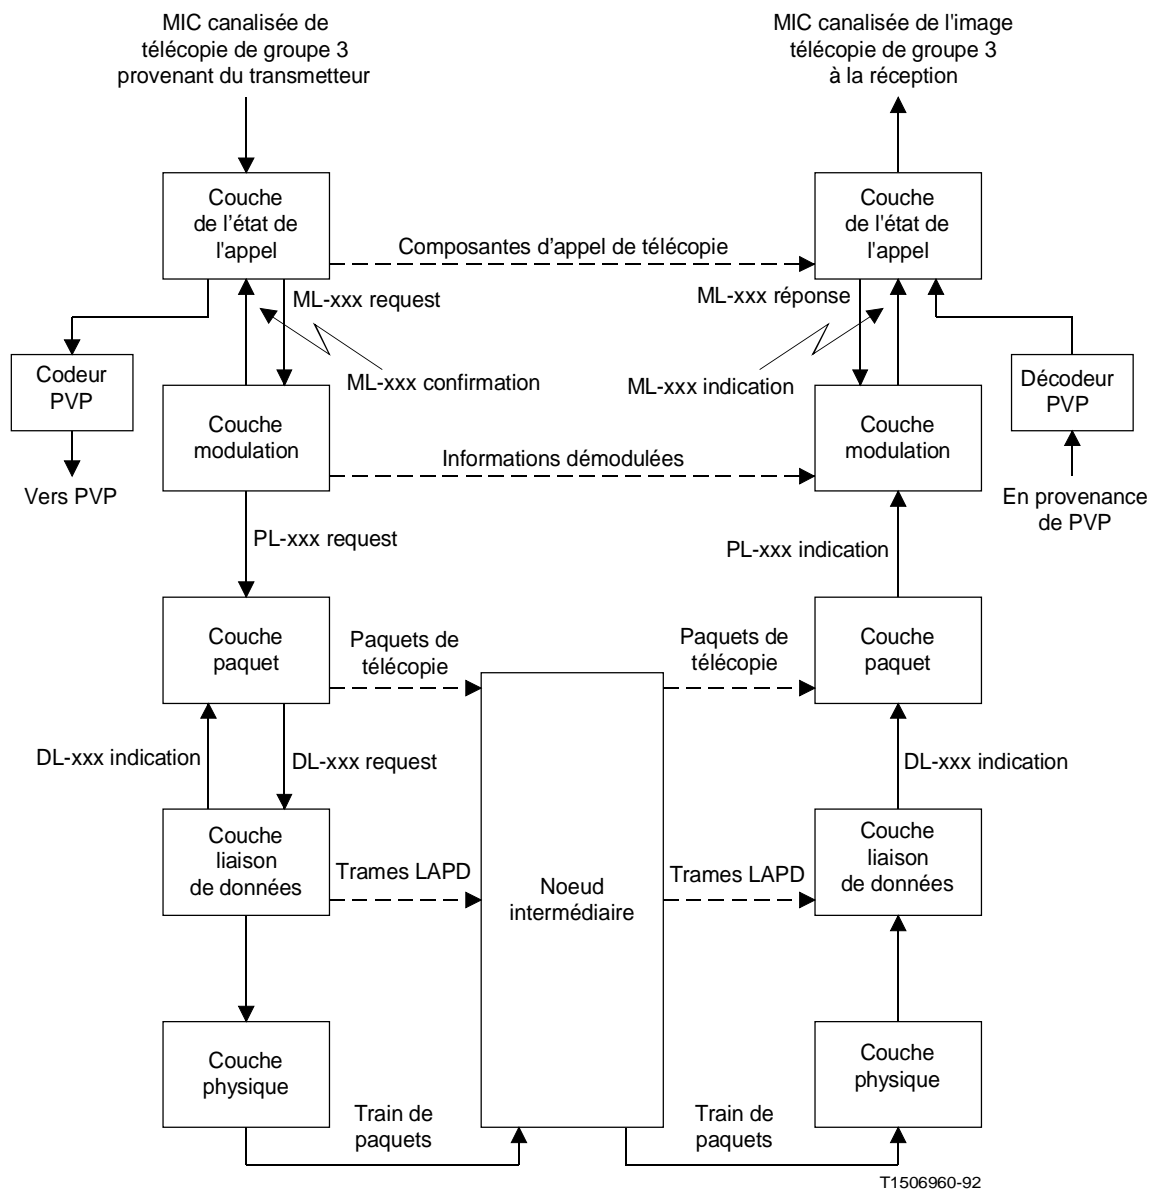 MIC canalisée de
télécopie de groupe 3
provenant du transmetteur
MIC canalisée de l'image
télécopie de groupe 3
à la réception
Couche
de l’état de
l'appel
Couche
de l'état de
l'appel
Composantes d’appel de télécopie
ML-xxx request
ML-xxx réponse
Codeur
PVP
ML-xxx confirmation
ML-xxx indication
Décodeur
PVP
Couche
modulation
Couche
modulation
Informations démodulées
Vers PVP
En provenance
de PVP
PL-xxx request
PL-xxx indication
Couche
paquet
Paquets de
télécopie
Paquets de
télécopie
Couche
paquet
DL-xxx indication
DL-xxx request
DL-xxx indication
Couche
liaison
de données
Trames LAPD
Noeud
intermédiaire
Trames LAPD
Couche
liaison
de données
Couche
physique
Couche
physique
Train de
paquets
Train de
paquets
T1506960-92